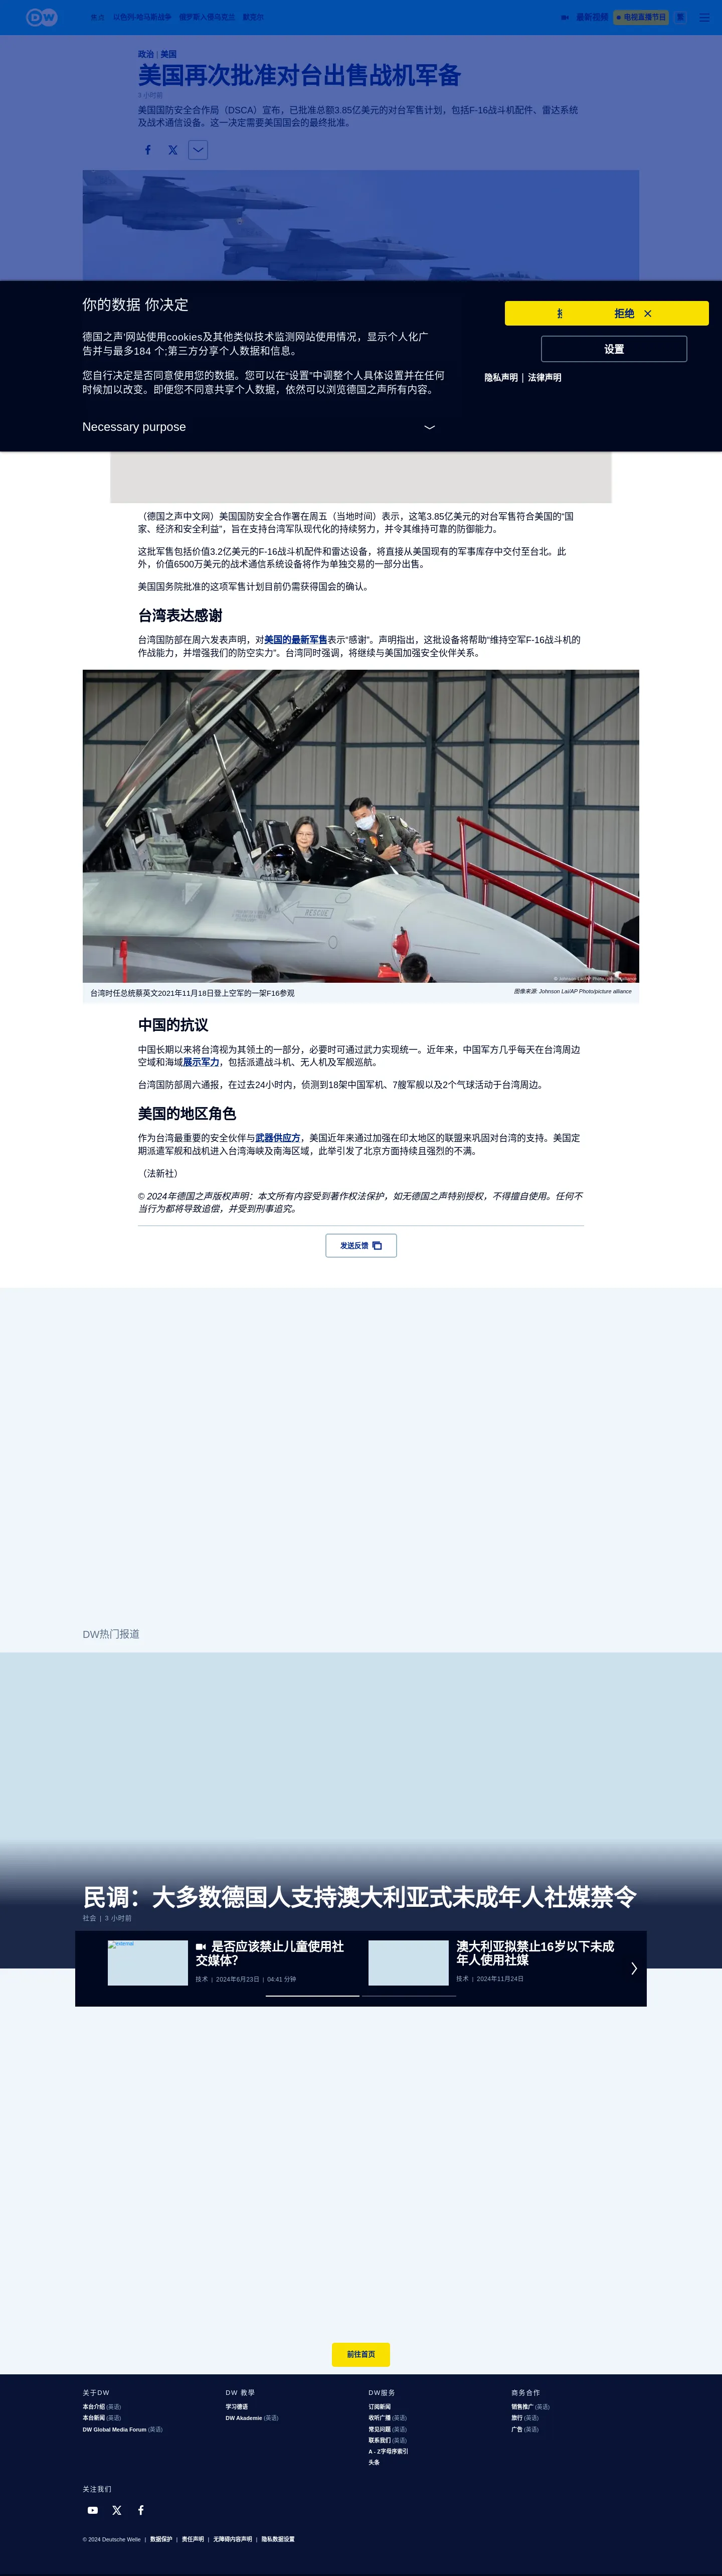 DW
焦点 以色列-哈马斯战争 俄罗斯入侵乌克兰 默克尔
最新视频 电视直播节目 繁
政治 | 美国
美国再次批准对台出售战机军备
3 小时前
美国国防安全合作局（DSCA）宣布，已批准总额3.85亿美元的对台军售计划，包括F-16战斗机配件、雷达系统
及战术通信设备。这一决定需要美国国会的最终批准。
你的数据 你决定
拒绝
德国之声'网站使用cookies及其他类似技术监测网站使用情况，显示个人化广
告并与最多184 个;第三方分享个人数据和信息。
设置
您自行决定是否同意使用您的数据。您可以在“设置”中调整个人具体设置并在任何
时候加以改变。即便您不同意共享个人数据，依然可以浏览德国之声所有内容。
隐私声明 | 法律声明
Necessary purpose
（德国之声中文网）美国国防安全合作署在周五（当地时间）表示，这笔3.85亿美元的对台军售符合美国的“国
家、经济和安全利益”，旨在支持台湾军队现代化的持续努力，并令其维持可靠的防御能力。
这批军售包括价值3.2亿美元的F-16战斗机配件和雷达设备，将直接从美国现有的军事库存中交付至台北。此
外，价值6500万美元的战术通信系统设备将作为单独交易的一部分出售。
美国国务院批准的这项军售计划目前仍需获得国会的确认。
台湾表达感谢
台湾国防部在周六发表声明，对美国的最新军售表示“感谢”。声明指出，这批设备将帮助“维持空军F-16战斗机的
作战能力，并增强我们的防空实力”。台湾同时强调，将继续与美国加强安全伙伴关系。
RESCUE
台湾时任总统蔡英文2021年11月18日登上空军的一架F16参观
图像来源: Johnson Lai/AP Photo/picture alliance
中国的抗议
中国长期以来将台湾视为其领土的一部分，必要时可通过武力实现统一。近年来，中国军方几乎每天在台湾周边
空域和海域展示军力，包括派遣战斗机、无人机及军舰巡航。
台湾国防部周六通报，在过去24小时内，侦测到18架中国军机、7艘军舰以及2个气球活动于台湾周边。
美国的地区角色
作为台湾最重要的安全伙伴与武器供应方，美国近年来通过加强在印太地区的联盟来巩固对台湾的支持。美国定
期派遣军舰和战机进入台湾海峡及南海区域，此举引发了北京方面持续且强烈的不满。
（法新社）
© 2024年德国之声版权声明：本文所有内容受到著作权法保护，如无德国之声特别授权，不得擅自使用。任何不
当行为都将导致追偿，并受到刑事追究。
发送反馈
DW热门报道
民调：大多数德国人支持澳大利亚式未成年人社媒禁令
社会 | 3 小时前
external
是否应该禁止儿童使用社
交媒体？
技术 | 2024年6月23日 | 04:41 分钟
澳大利亚拟禁止16岁以下未成
年人使用社媒
技术 | 2024年11月24日
前往首页
关于DW
本台介绍 (英语)
本台新闻 (英语)
DW Global Media Forum (英语)
DW 教學
学习德语
DW Akademie (英语)
DW服务
订阅新闻
收听广播 (英语)
常见问题 (英语)
联系我们 (英语)
A - Z字母序索引
头条
商务合作
销售推广 (英语)
旅行 (英语)
广告 (英语)
关注我们
© 2024 Deutsche Welle | 数据保护 | 责任声明 | 无障碍内容声明 | 隐私数据设置